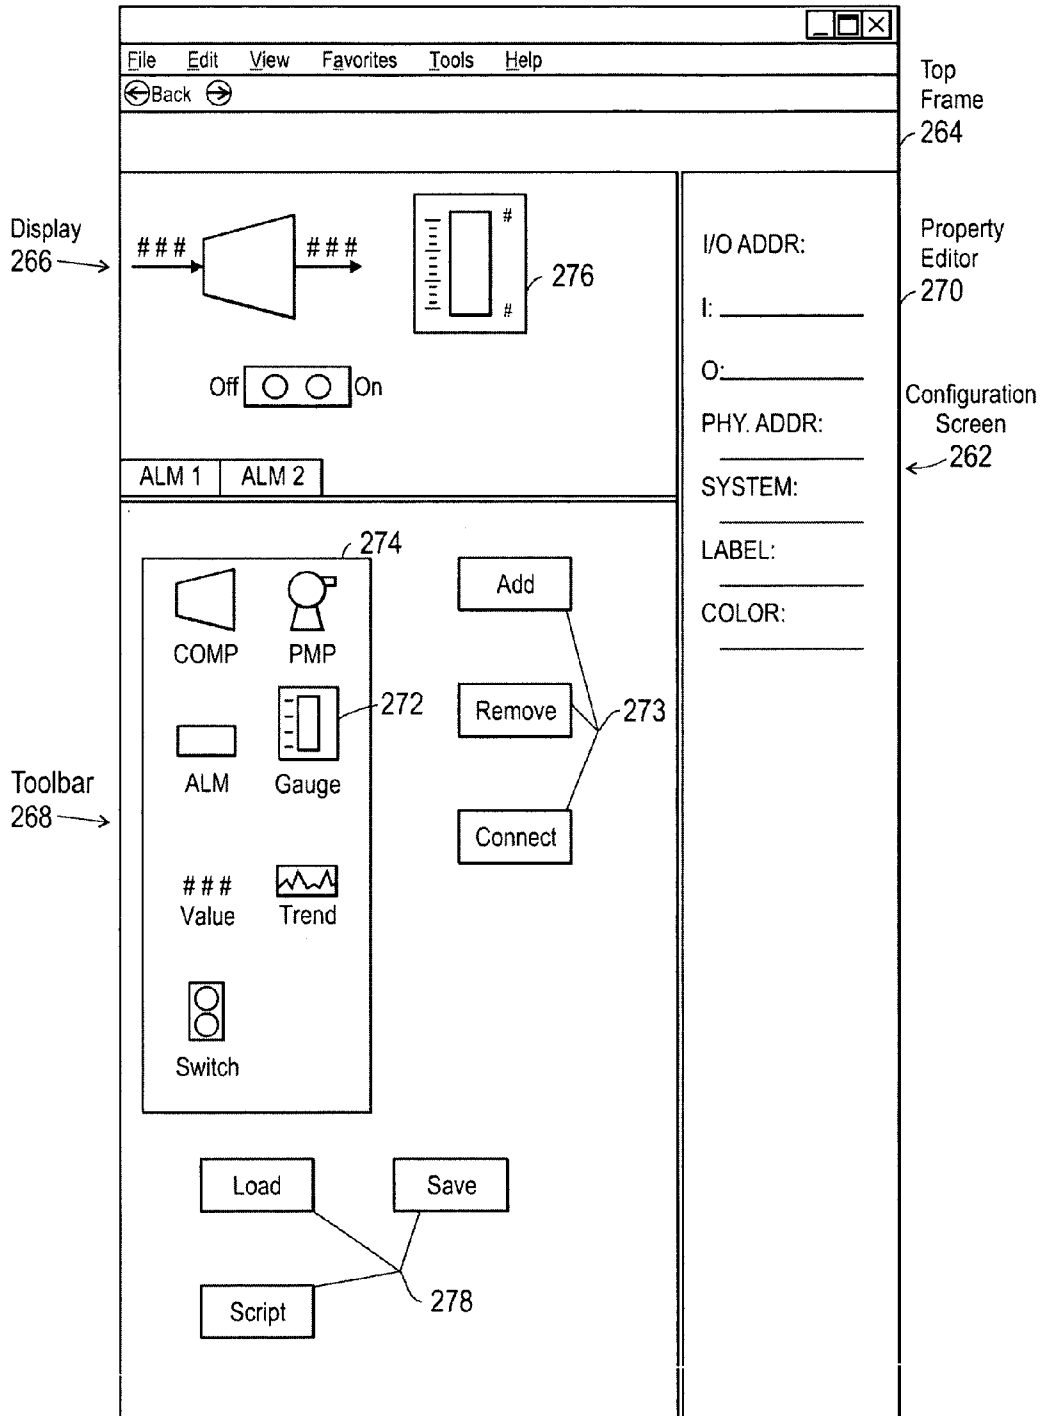 File Edit View Favorites Tools Help
Back
Top
Frame
264
Display
266
###
###
#
#
276
Off
On
ALM 1
ALM 2
I/O ADDR:
I:
O:
PHY. ADDR:
SYSTEM:
LABEL:
COLOR:
Property
Editor
270
Configuration
Screen
262
Toolbar
268
274
COMP
PMP
272
ALM
Gauge
###
Value
Trend
Switch
Add
Remove
273
Connect
Load
Save
Script
278